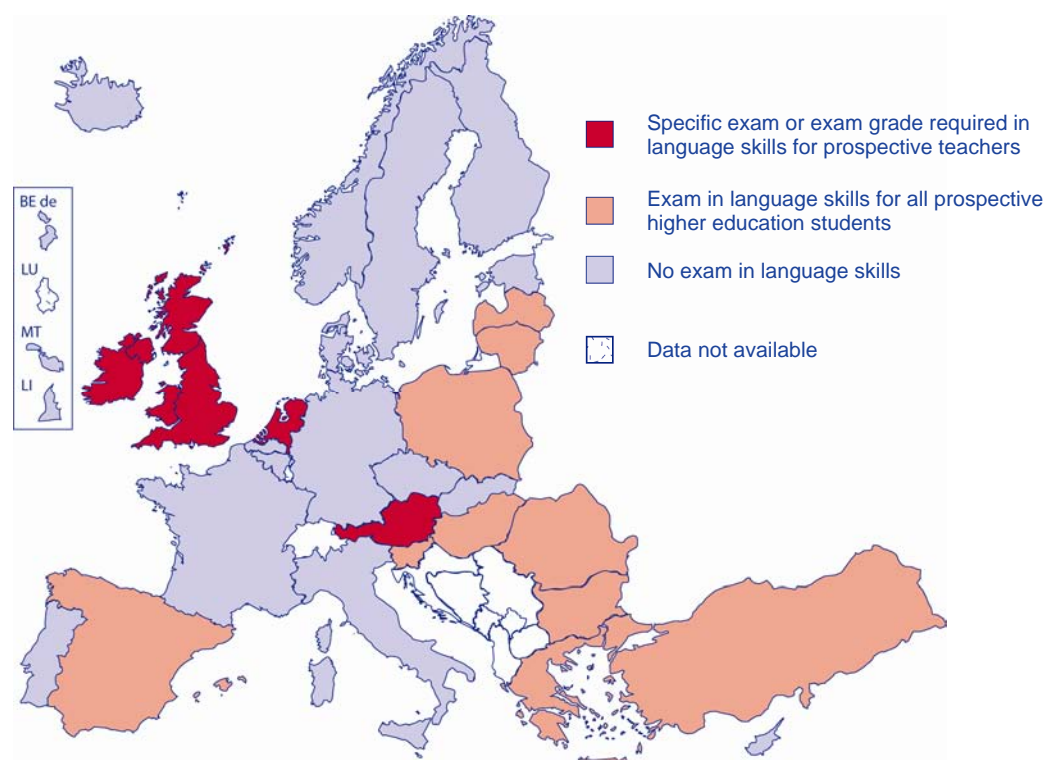 Specific exam or exam grade required in
language skills for prospective teachers
Exam in language skills for all prospective
higher education students
No exam in language skills
Data not available
BE de
LU
MT
LI